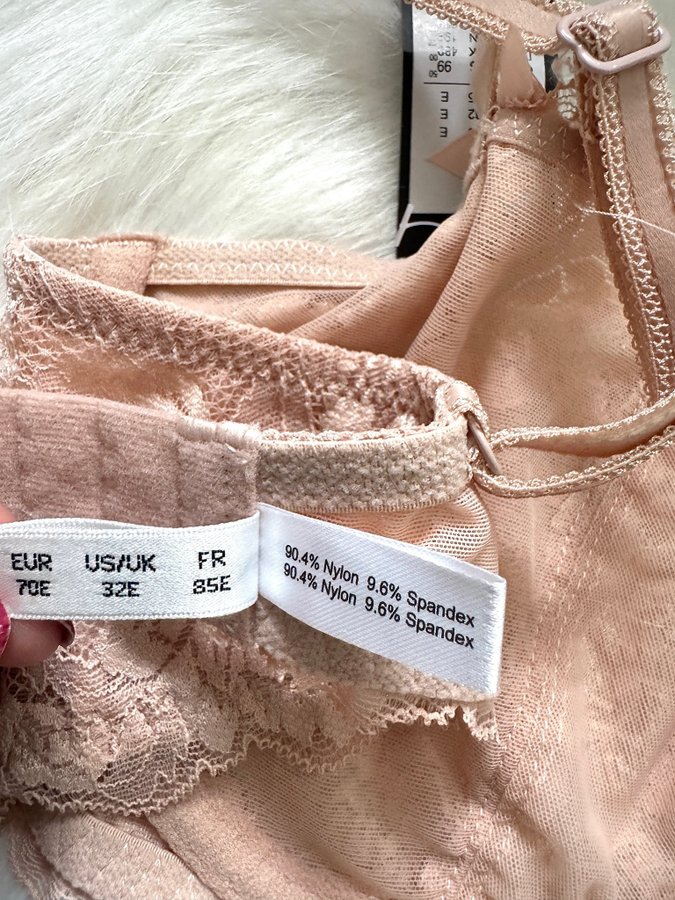 EUR US/UK FR
70E 32E 85E
90.4% Nylon 9.6% Spandex
90.4% Nylon 9.6% Spandex
E
E
E